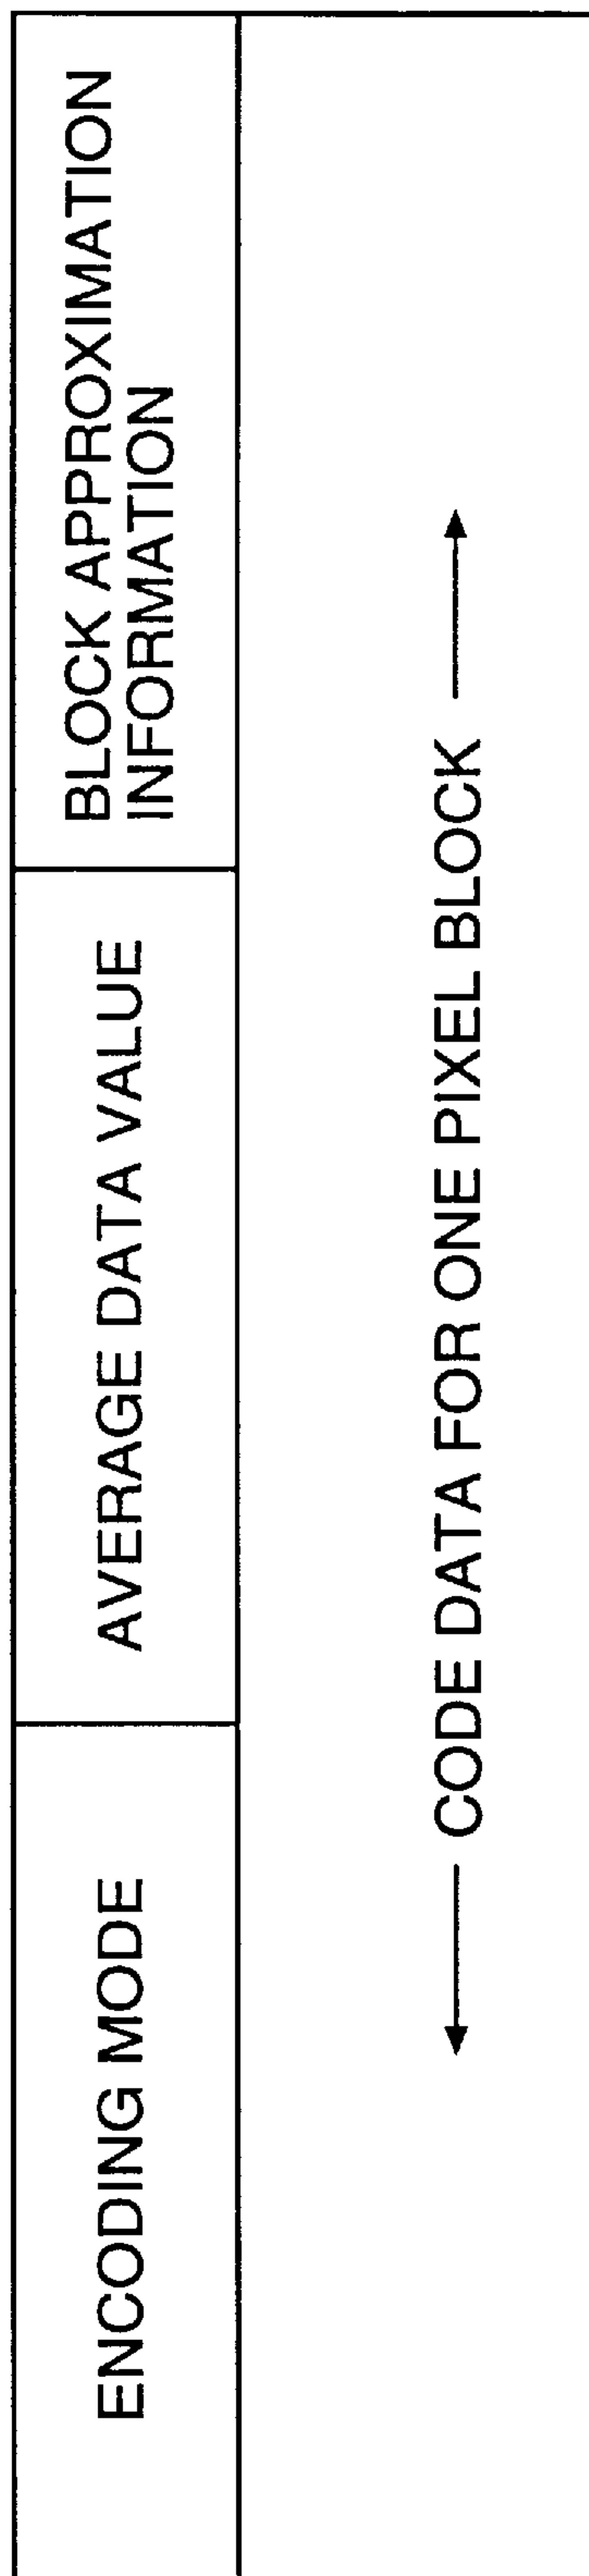 ENCODING MODE
AVERAGE DATA VALUE
BLOCK APPROXIMATION
INFORMATION
CODE DATA FOR ONE PIXEL BLOCK